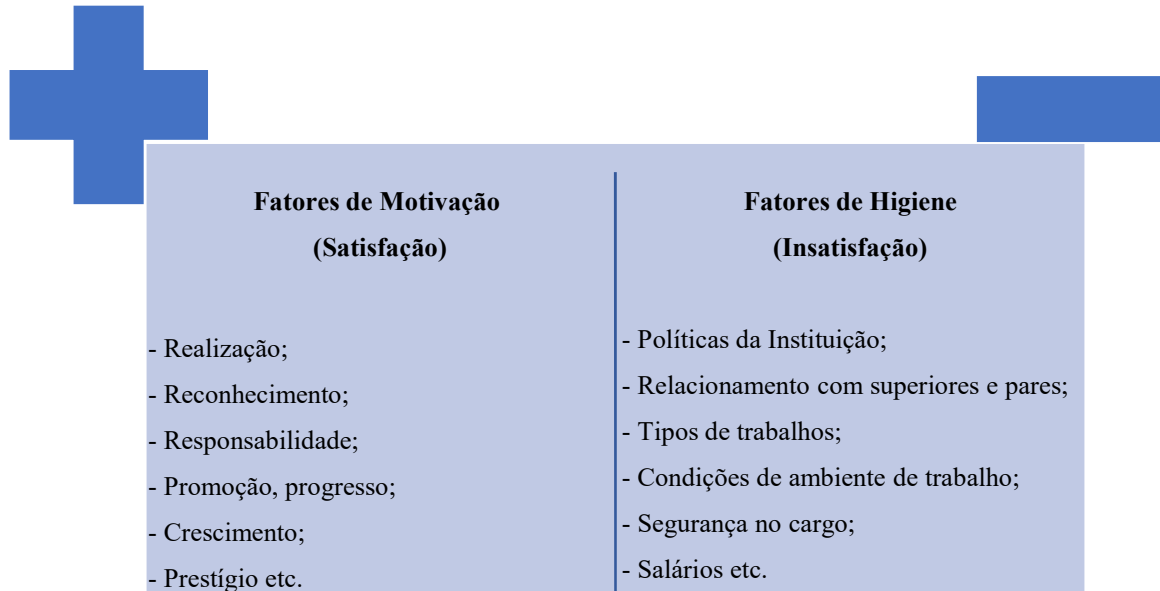 Fatores de Motivação
(Satisfação)
- Realização;
- Reconhecimento;
- Responsabilidade;
- Promoção, progresso;
- Crescimento;
- Prestígio etc.
Fatores de Higiene
(Insatisfação)
- Políticas da Instituição;
- Relacionamento com superiores e pares;
- Tipos de trabalhos;
- Condições de ambiente de trabalho;
- Segurança no cargo;
- Salários etc.